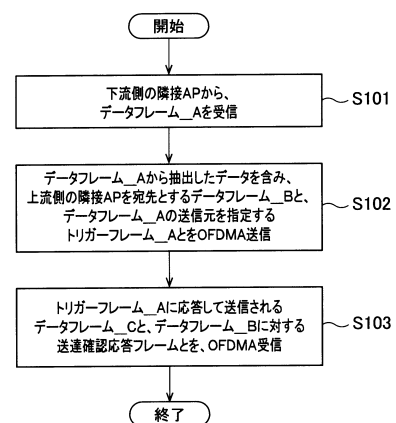 開始
下流側の隣接APから、
データフレーム__Aを受信
S101
データフレーム__Aから抽出したデータを含み、
上流側の隣接APを宛先とするデータフレーム__Bと、
データフレーム__Aの送信元を指定する
トリガーフレーム__AとをOFDMA送信
S102
トリガーフレーム__Aに応答して送信される
データフレーム__Cと、データフレーム__Bに対する
送達確認応答フレームとを、OFDMA受信
S103
終了